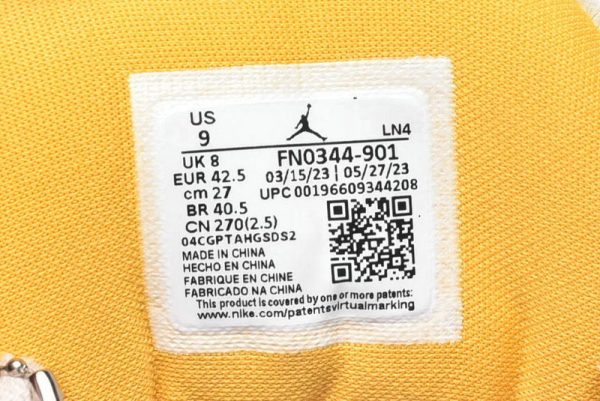 US
9
LN4
UK 8
FN0344-901
EUR 42.5
03/15/23 | 05/27/23
cm 27
UPC 00196609344208
BR 40.5
CN 270(2.5)
04CGPTAHGSDS2
MADE IN CHINA
HECHO EN CHINA
FABRIQUE EN CHINE
FABRICADO NA CHINA
This product is covered by one or more patents:
www.nike.com/patentsvirtualmarking